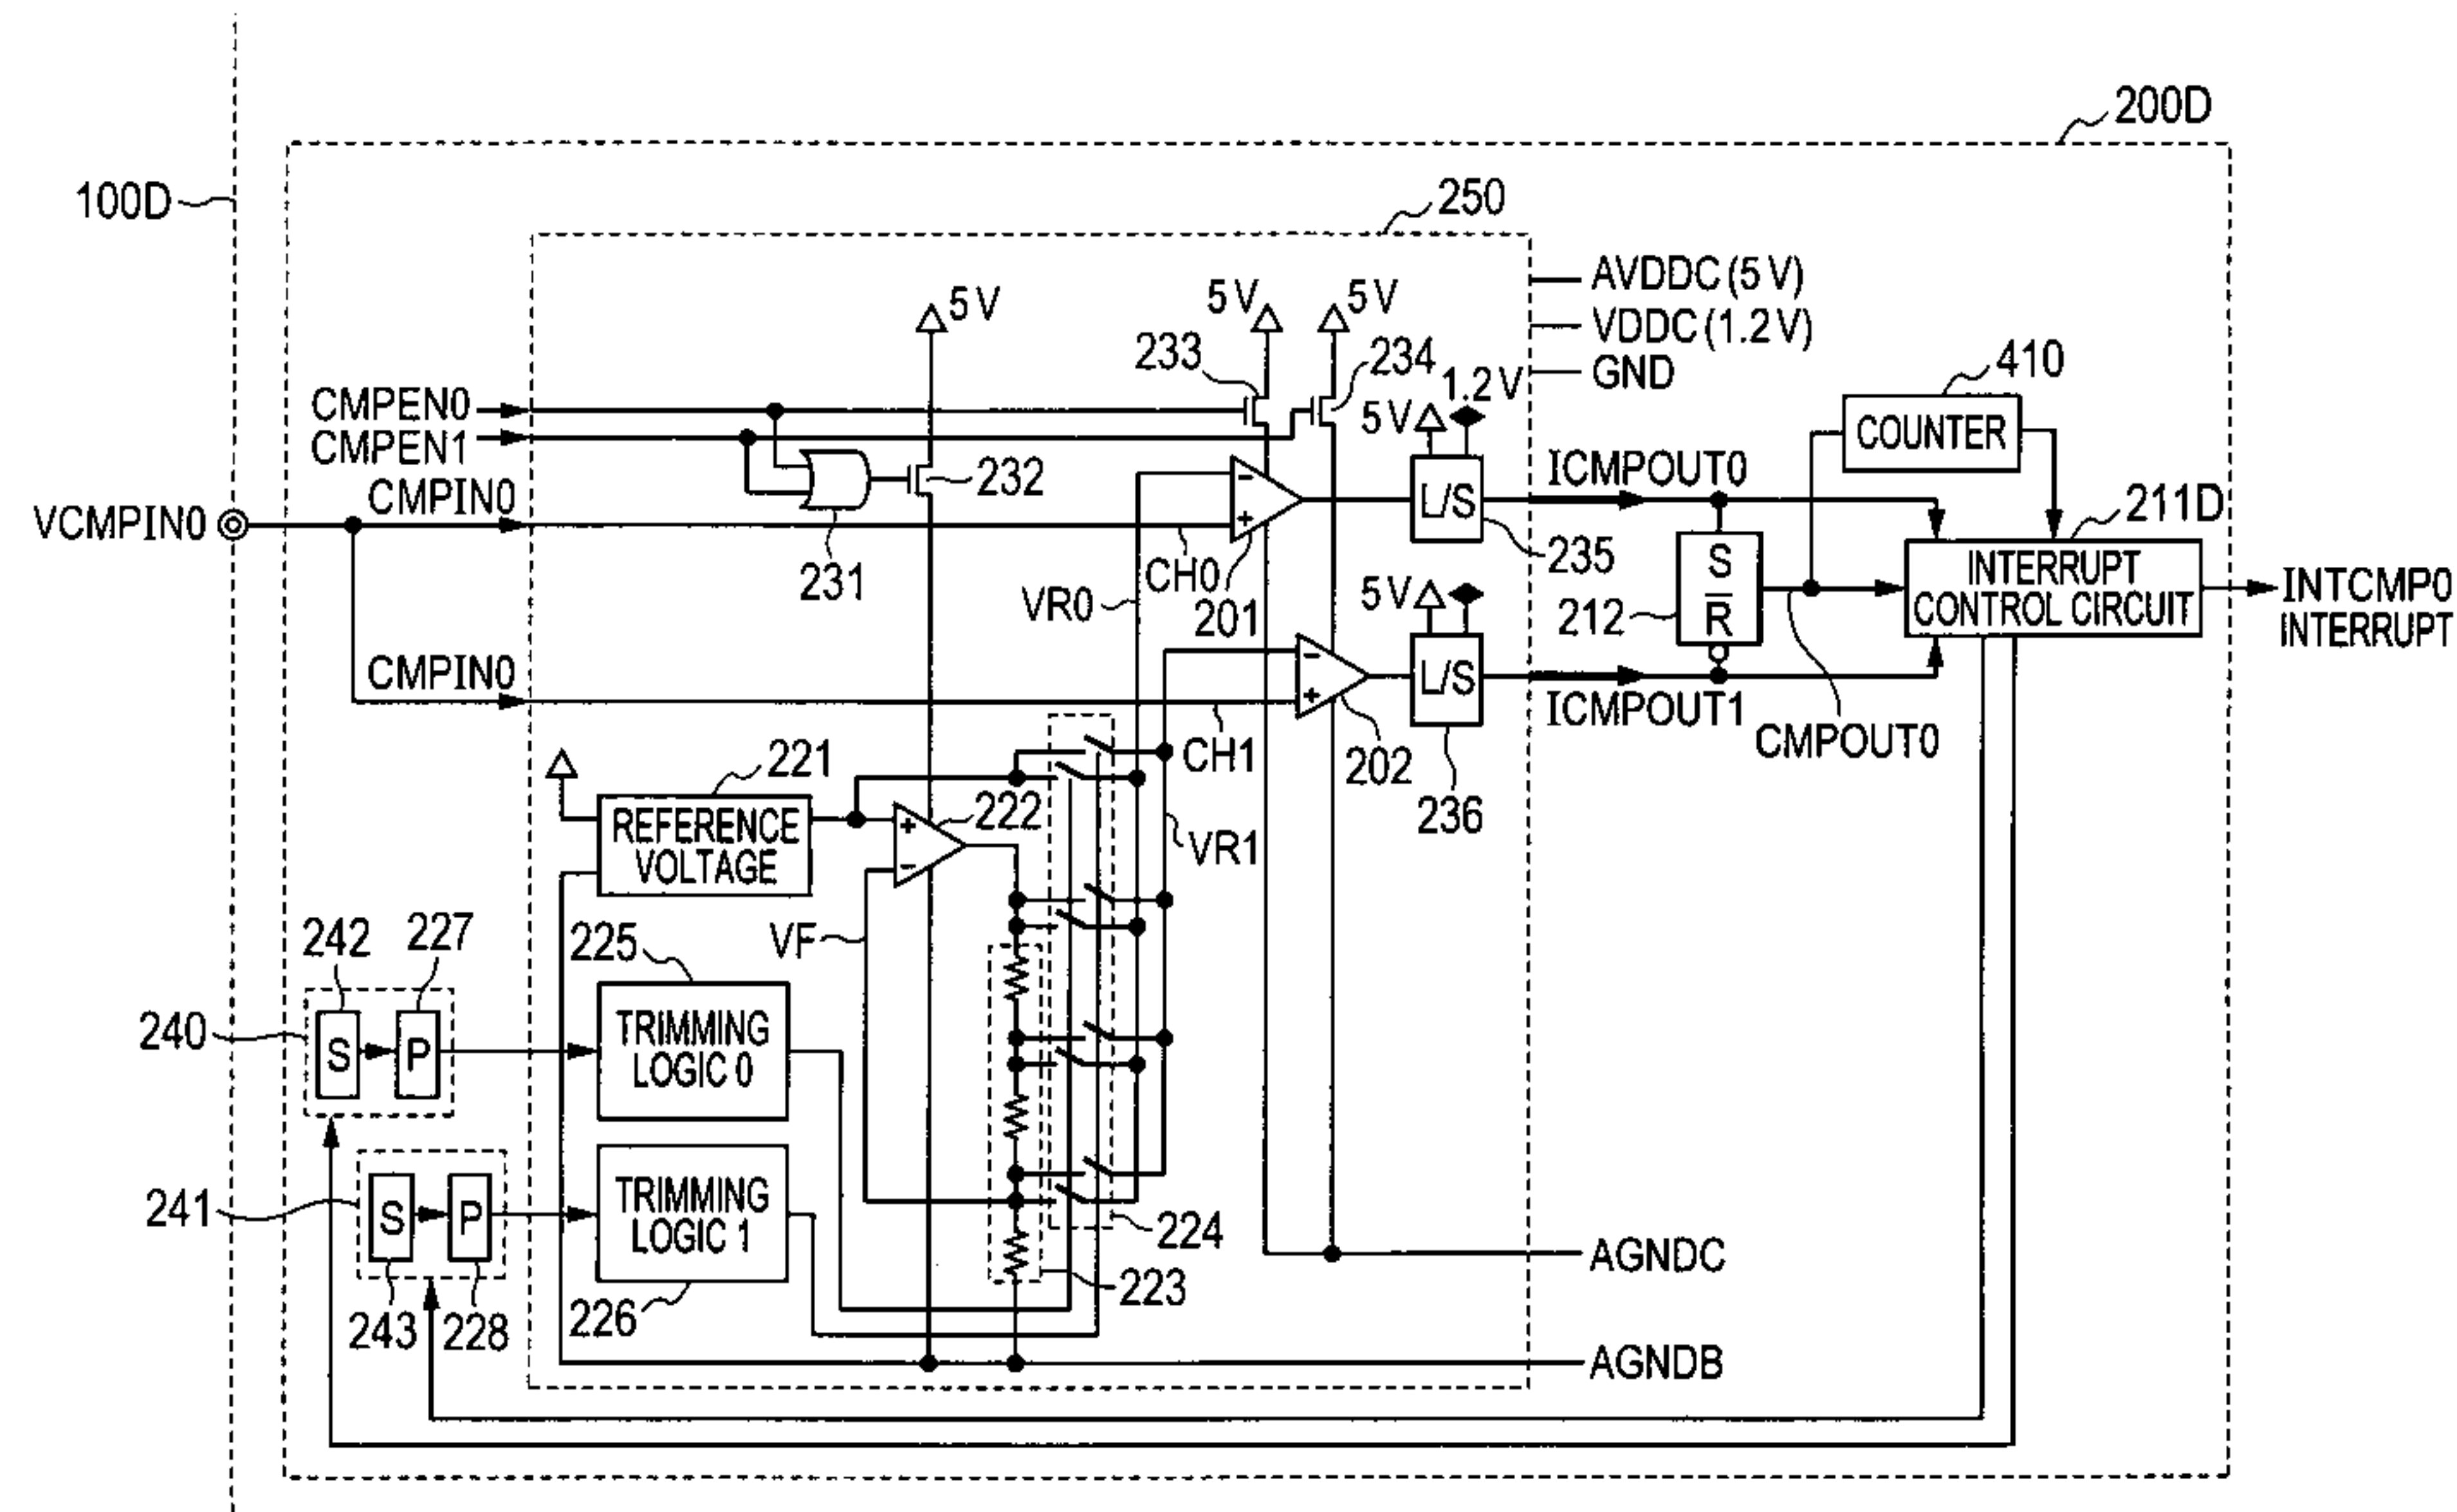 200D
100D
250
AVDDC (5 V)
VDDC (1.2 V)
GND
5 V
5 V
5 V
233
234
1.2 V
410
COUNTER
CMPEN0
CMPEN1
5 V
ICMPOUT0
232
CMPIN0
L/S
211D
VCMPIN0
231
CH0
201
235
S
R
212
INTERRUPT
CONTROL CIRCUIT
INTCMP0
INTERRUPT
VR0
5 V
CMPIN0
L/S
ICMPOUT1
CMPOUT0
CH1
202
236
221
REFERENCE
VOLTAGE
222
+
-
VR1
VF
242
227
225
240
S
P
TRIMMING
LOGIC 0
241
S
P
TRIMMING
LOGIC 1
224
AGNDC
223
243
228
226
AGNDB